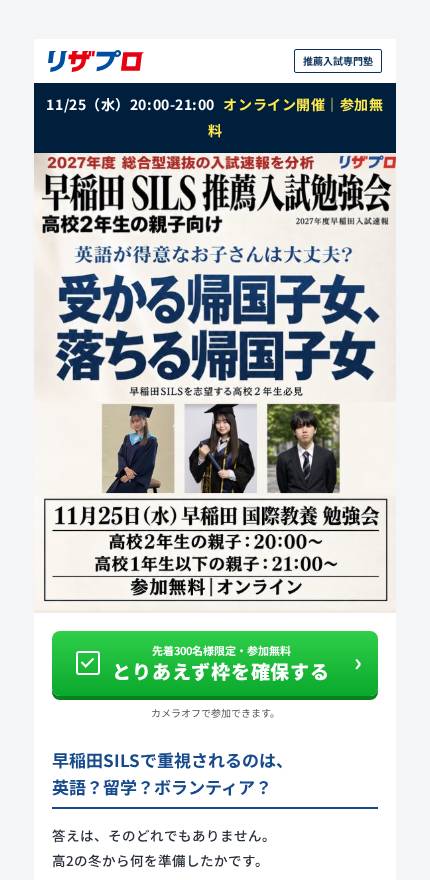 リザプロ
推薦入試専門塾
11/25（水）20:00-21:00 オンライン開催｜参加無
料
2027年度 総合型選抜の入試速報を分析 リザプロ
早稲田 SILS 推薦入試勉強会
高校2年生の親子向け 2027年度早稲田入試速報
英語が得意なお子さんは大丈夫?
受かる帰国子女、
落ちる帰国子女
早稲田SILSを志望する高校２年生必見
11月25日(水) 早稲田 国際教養 勉強会
高校２年生の親子：20:00〜
高校１年生以下の親子：21:00〜
参加無料｜オンライン
先着300名様限定・参加無料
とりあえず枠を確保する ›
カメラオフで参加できます。
早稲田SILSで重視されるのは、
英語？留学？ボランティア？
答えは、そのどれでもありません。
高2の冬から何を準備したかです。